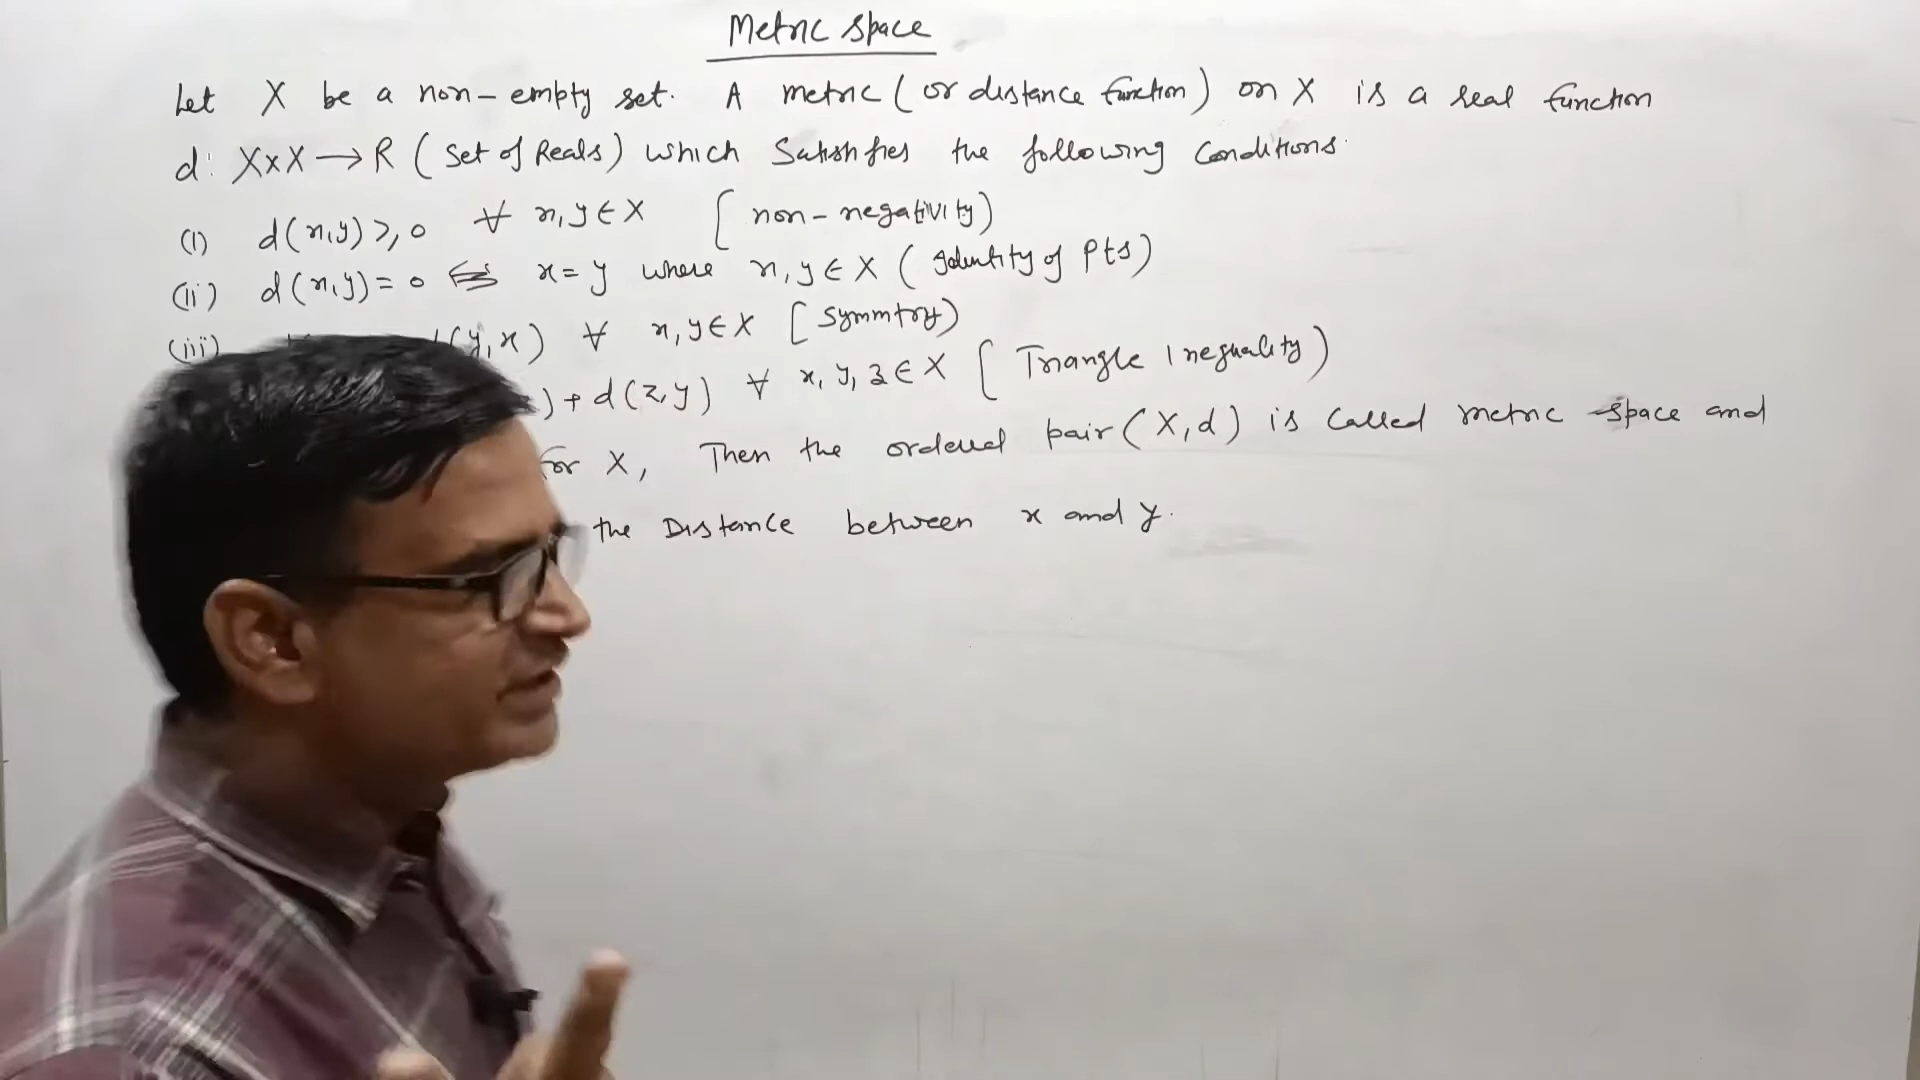 Metric space
Let X be a non-empty set. A metric (or distance function) on X is a real function
d: X×X → R (set of Reals) which Satishfies the following Conditions.
(i) d(x,y) ≥ 0 ∀ x,y ∈ X [non-negativity)
(ii) d(x,y) = 0 ⇔ x = y where x,y ∈ X (Identity of pts)
(iii) (y,x) ∀ x,y ∈ X [Symmtry)
) + d(z,y) ∀ x, y, z ∈ X [Triangle Inequality)
for X, Then the ordered pair (X,d) is called metric space and
the Distance between x and y.